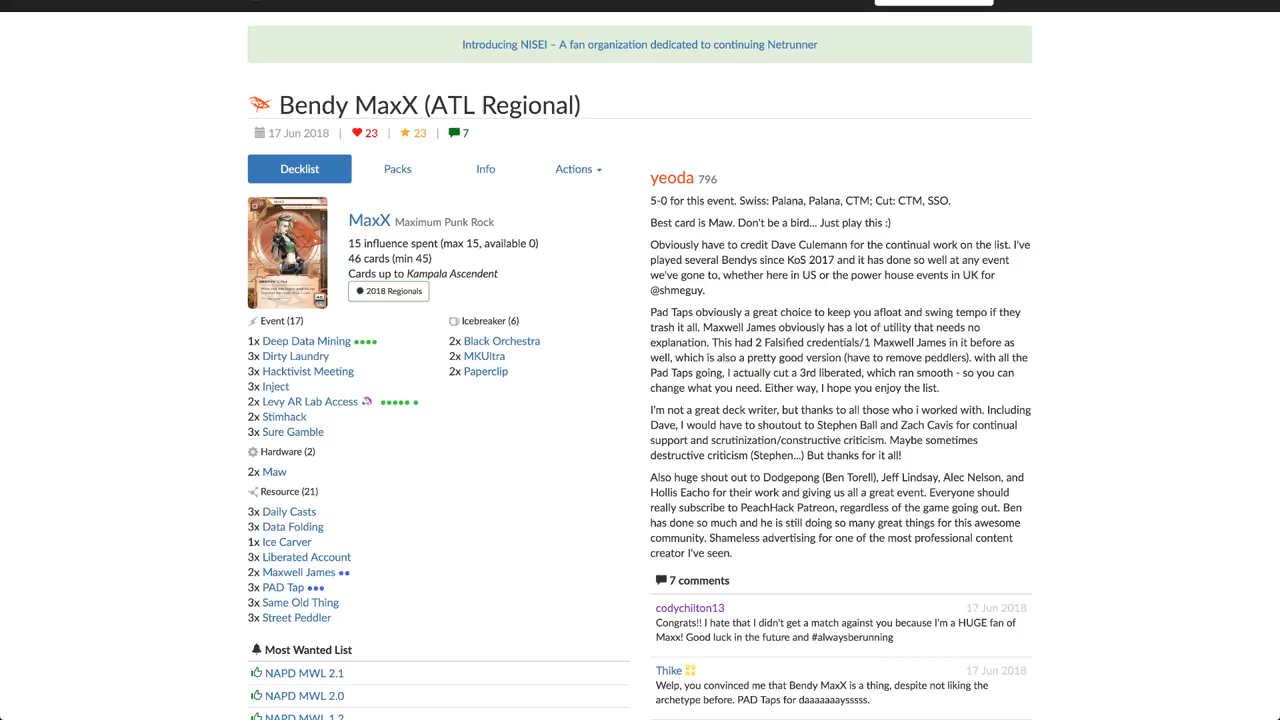 Introducing NISEI – A fan organization dedicated to continuing Netrunner
Bendy MaxX (ATL Regional)
17 Jun 2018 | 23 | 23 | 7
Decklist Packs Info Actions
MaxX Maximum Punk Rock
15 influence spent (max 15, available 0)
46 cards (min 45)
Cards up to Kampala Ascendent
2018 Regionals
Event (17)
1x Deep Data Mining ●●●●
3x Dirty Laundry
3x Hacktivist Meeting
3x Inject
2x Levy AR Lab Access ●●●●● ●
2x Stimhack
3x Sure Gamble
Hardware (2)
2x Maw
Resource (21)
3x Daily Casts
3x Data Folding
1x Ice Carver
3x Liberated Account
2x Maxwell James ●●
3x PAD Tap ●●●
3x Same Old Thing
3x Street Peddler
Icebreaker (6)
2x Black Orchestra
2x MKUltra
2x Paperclip
Most Wanted List
NAPD MWL 2.1
NAPD MWL 2.0
NAPD MWL 1.2
yeoda 796
5-0 for this event. Swiss: Palana, Palana, CTM; Cut: CTM, SSO.
Best card is Maw. Don't be a bird... Just play this :)
Obviously have to credit Dave Culemann for the continual work on the list. I've
played several Bendys since KoS 2017 and it has done so well at any event
we've gone to, whether here in US or the power house events in UK for
@shmeguy.
Pad Taps obviously a great choice to keep you afloat and swing tempo if they
trash it all. Maxwell James obviously has a lot of utility that needs no
explanation. This had 2 Falsified credentials/1 Maxwell James in it before as
well, which is also a pretty good version (have to remove peddlers). with all the
Pad Taps going, I actually cut a 3rd liberated, which ran smooth - so you can
change what you need. Either way, I hope you enjoy the list.
I'm not a great deck writer, but thanks to all those who i worked with. Including
Dave, I would have to shoutout to Stephen Ball and Zach Cavis for continual
support and scrutinization/constructive criticism. Maybe sometimes
destructive criticism (Stephen...) But thanks for it all!
Also huge shout out to Dodgepong (Ben Torell), Jeff Lindsay, Alec Nelson, and
Hollis Eacho for their work and giving us all a great event. Everyone should
really subscribe to PeachHack Patreon, regardless of the game going out. Ben
has done so much and he is still doing so many great things for this awesome
community. Shameless advertising for one of the most professional content
creator I've seen.
7 comments
codychilton13 17 Jun 2018
Congrats!! I hate that I didn't get a match against you because I'm a HUGE fan of
Maxx! Good luck in the future and #alwaysberunning
Thike 17 Jun 2018
Welp, you convinced me that Bendy MaxX is a thing, despite not liking the
archetype before. PAD Taps for daaaaaayssssss.